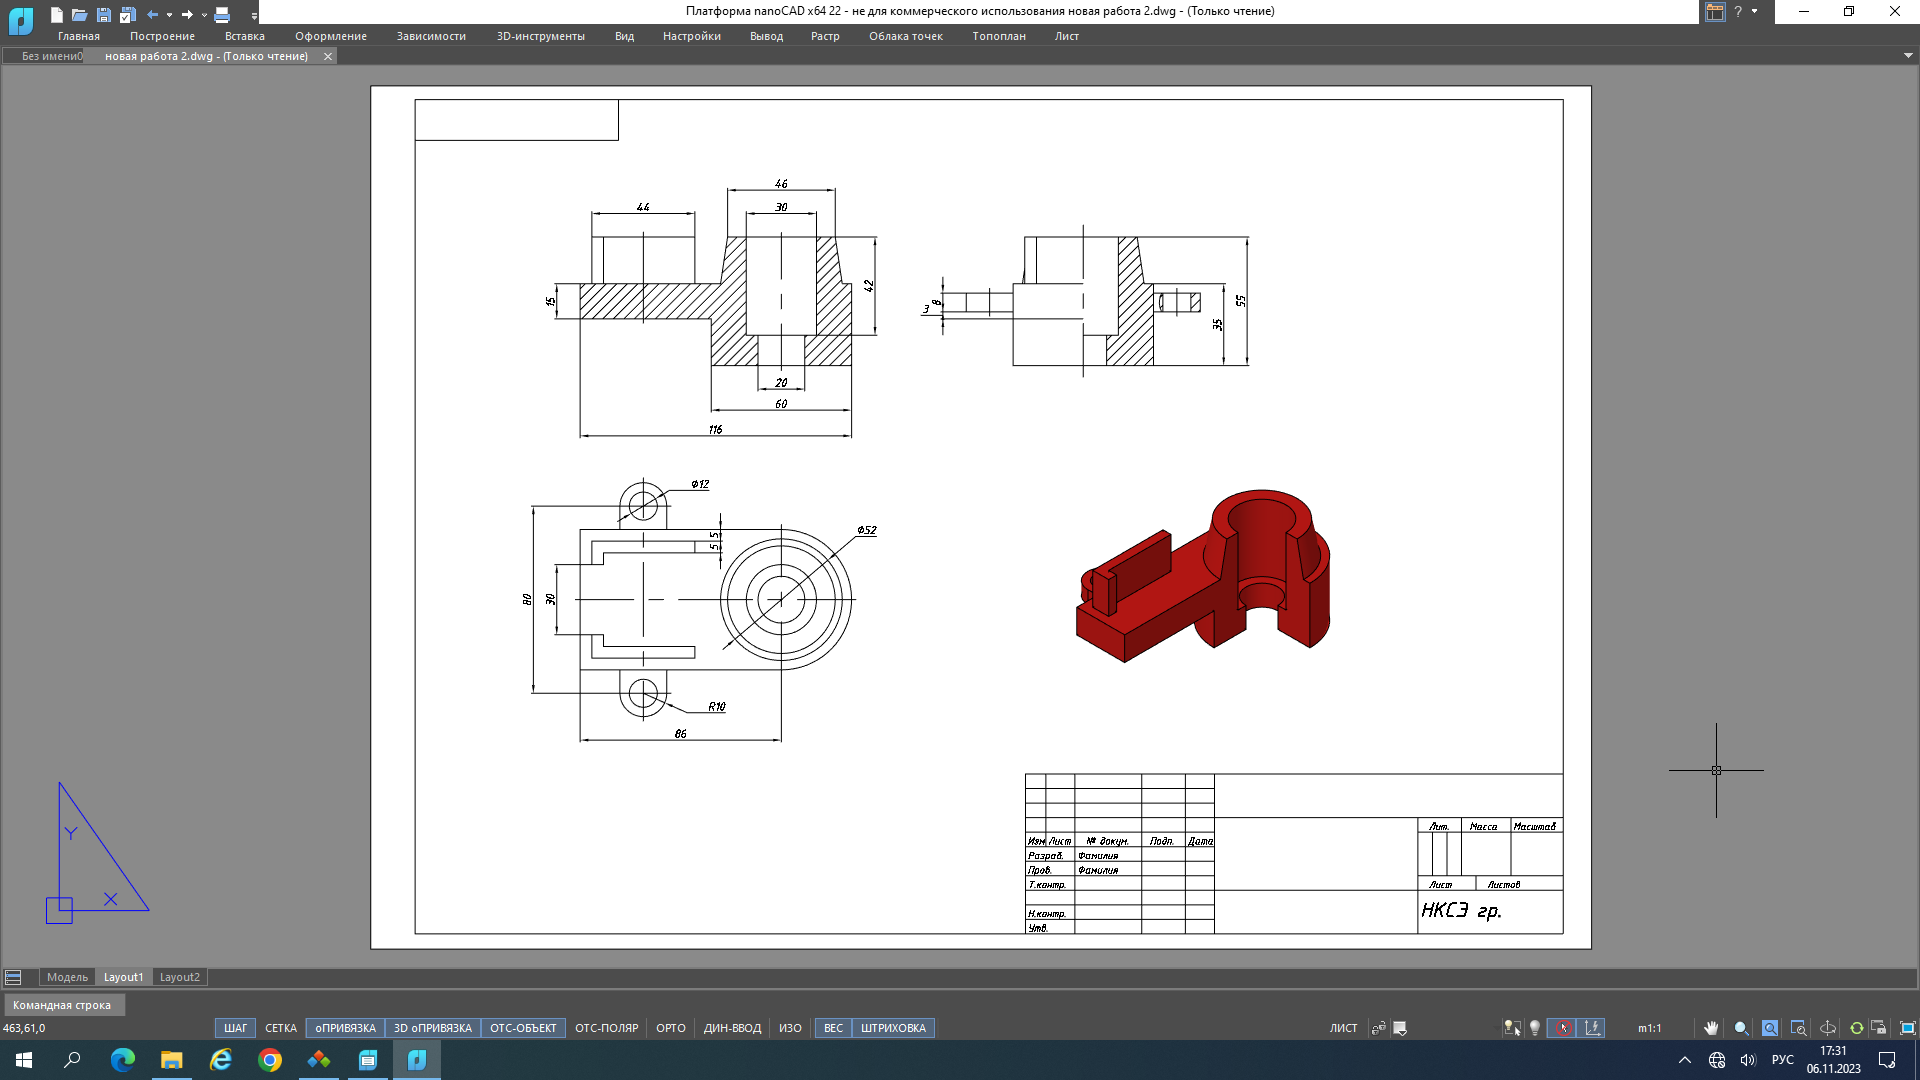 Платформа nanoCAD x64 22 - не для коммерческого использования новая работа 2.dwg - (Только чтение)
?
Главная Построение Вставка Оформление Зависимости 3D-инструменты Вид Настройки Вывод Растр Облака точек Топоплан Лист
Без имени0 новая работа 2.dwg - (Только чтение)
46
44 30
15 42
20
60
116
3 8 35 55
Ф12
Ф52
5 5
80 30
R10
86
Изм Лист № докум. Подп. Дата
Разраб. Фамилия
Пров. Фамилия
Т.контр.
Н.контр.
Утв.
Лит. Масса Масштаб
Лист Листов
НКСЭ гр.
Y
X
Модель Layout1 Layout2
Командная строка
463,61,0 ШАГ СЕТКА оПРИВЯЗКА 3D оПРИВЯЗКА ОТС-ОБЪЕКТ ОТС-ПОЛЯР ОРТО ДИН-ВВОД ИЗО ВЕС ШТРИХОВКА ЛИСТ m1:1
РУС 17:31
06.11.2023